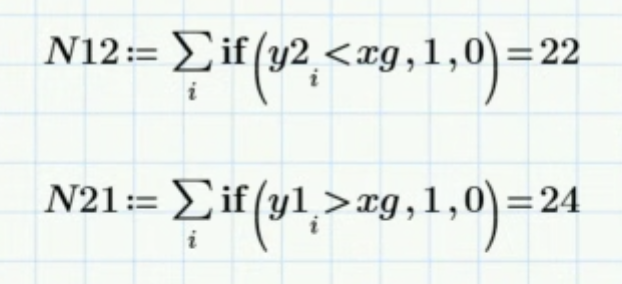 N12 := ∑ᵢ if(y2ᵢ < xg, 1, 0) = 22
N21 := ∑ᵢ if(y1ᵢ > xg, 1, 0) = 24